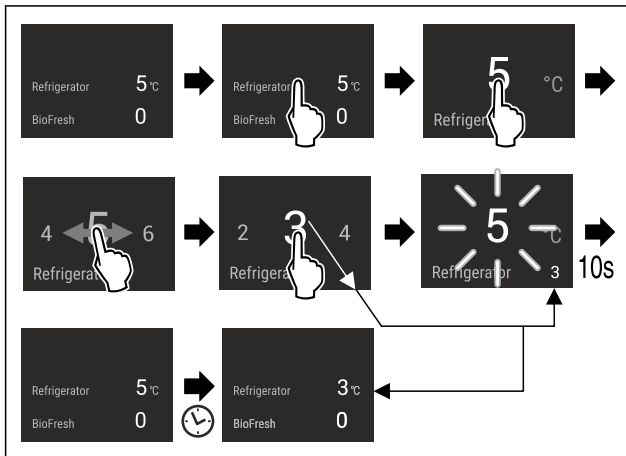 Refrigerator 5 °C
BioFresh 0
Refrigerator 5 °C
BioFresh 0
5 °C
Refriger
4 5 6
Refrigerat
2 3 4
Refrigera
5 °C
Refrigerator 3
10s
Refrigerator 5 °C
BioFresh 0
Refrigerator 3 °C
BioFresh 0